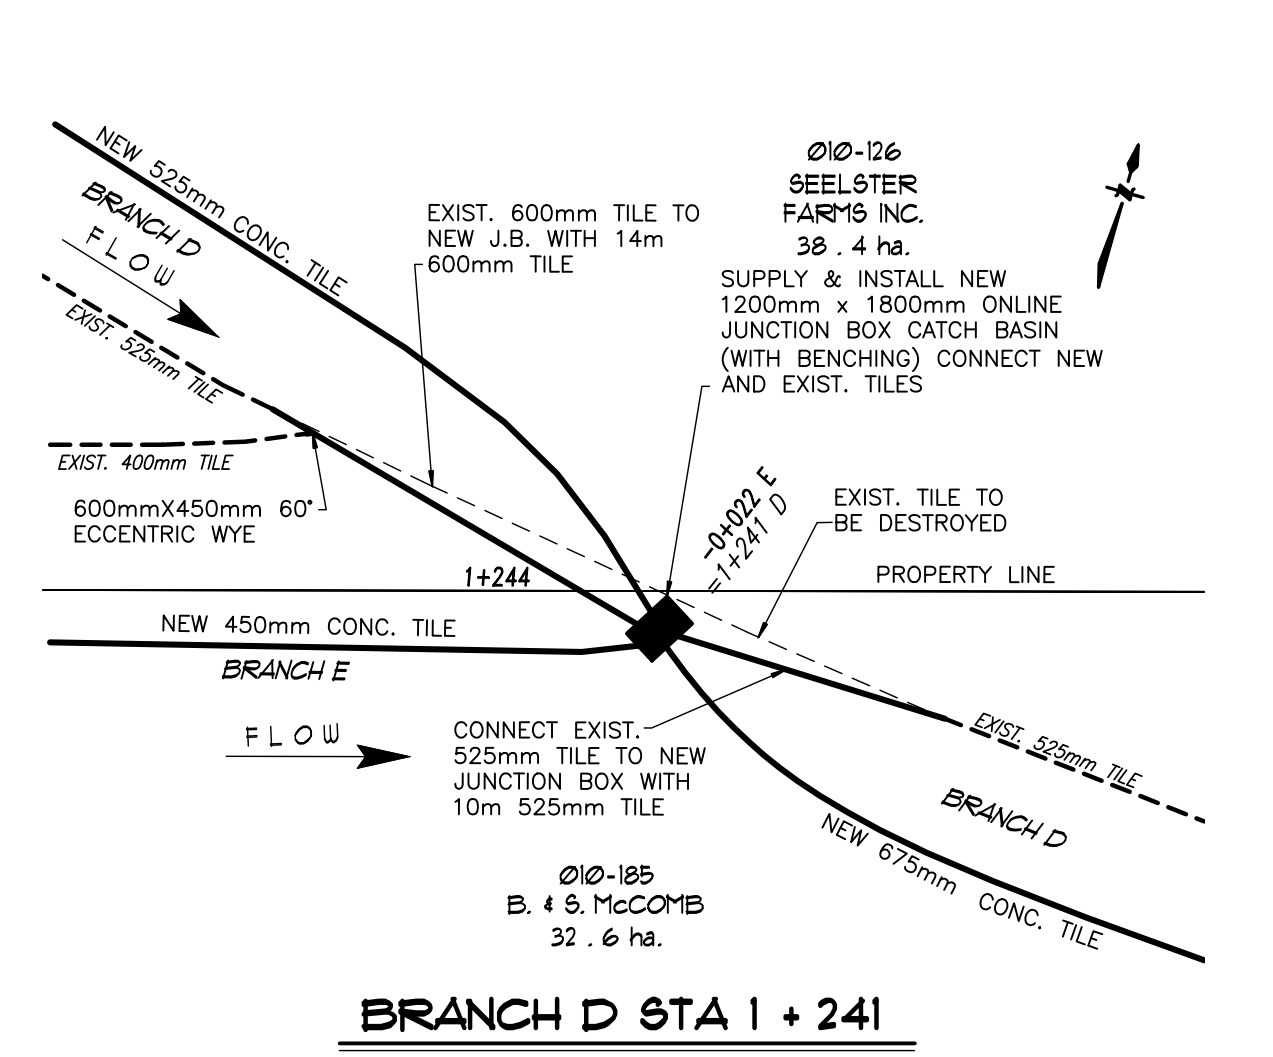 NEW 525mm CONC. TILE
BRANCH D
FLOW
EXIST. 525mm TILE
EXIST. 400mm TILE
600mmX450mm 60°
ECCENTRIC WYE
EXIST. 600mm TILE TO
NEW J.B. WITH 14m
600mm TILE
Ø10-126
SEELSTER
FARMS INC.
38 . 4 ha.
SUPPLY & INSTALL NEW
1200mm x 1800mm ONLINE
JUNCTION BOX CATCH BASIN
(WITH BENCHING) CONNECT NEW
AND EXIST. TILES
N
-0+022 E
=1+241 D
EXIST. TILE TO
BE DESTROYED
1+244
PROPERTY LINE
NEW 450mm CONC. TILE
BRANCH E
FLOW
CONNECT EXIST.
525mm TILE TO NEW
JUNCTION BOX WITH
10m 525mm TILE
EXIST. 525mm TILE
BRANCH D
NEW 675mm CONC. TILE
Ø10-185
B. & S. McCOMB
32 . 6 ha.
BRANCH D STA 1 + 241